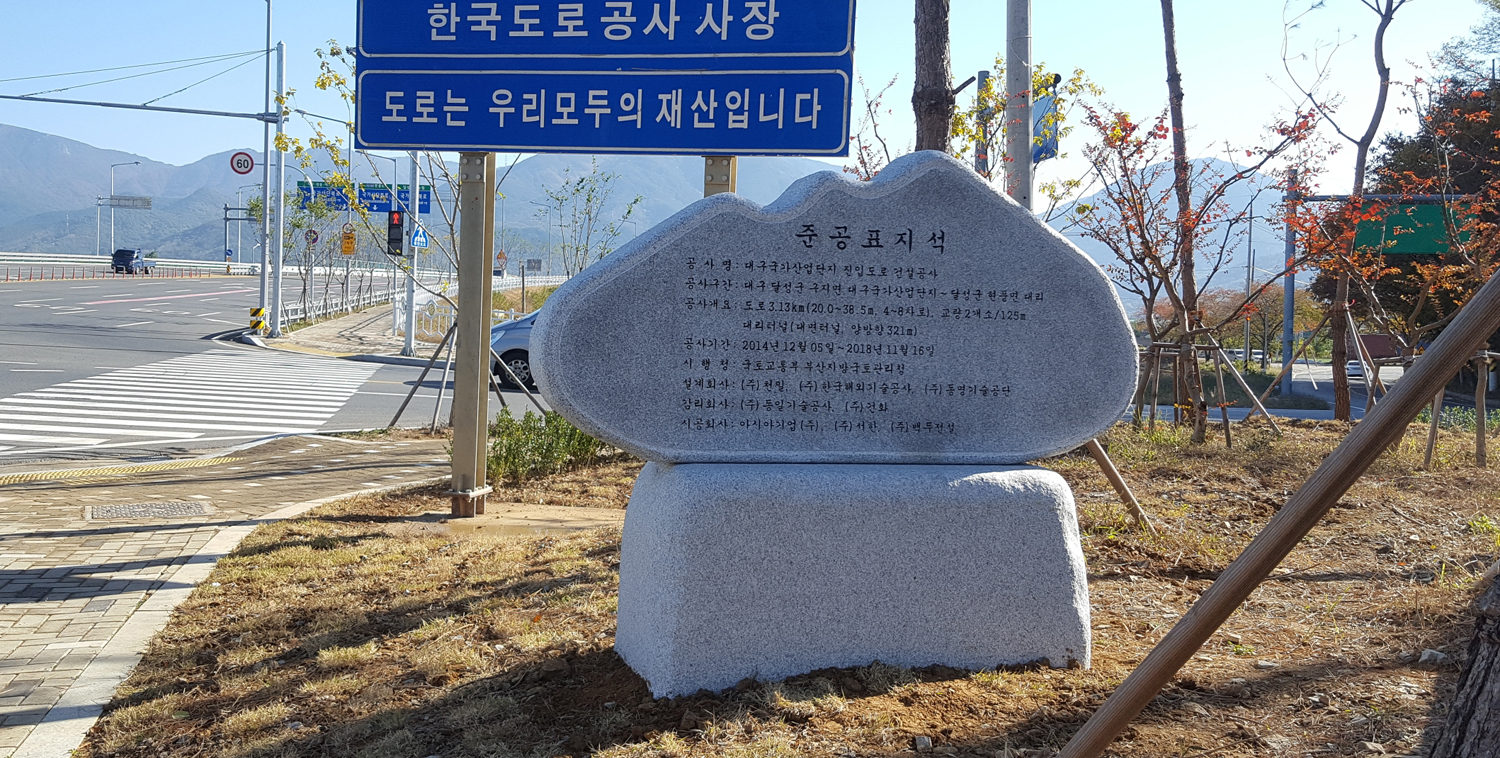 한국도로공사 사장
도로는 우리모두의 재산입니다
60
준공표지석
공 사 명 : 대구국가산업단지 진입도로 건설공사
공사구간 : 대구 달성군 구지면 대구국가산업단지~달성군 현풍면 대리
공사개요 : 도로3.13km(20.0~38.5m, 4~8차로), 교량2개소/125m
대리터널(대면터널, 양방향321m)
공사기간 : 2014년 12월 05일~2018년 11월 16일
시 행 청 : 국토교통부 부산지방국토관리청
설계회사 : (주)천일, (주)한국해외기술공사, (주)동명기술공단
감리회사 : (주)동일기술공사, (주)건화
시공회사 : 아시아기업(주), (주)서한, (주)백두건설